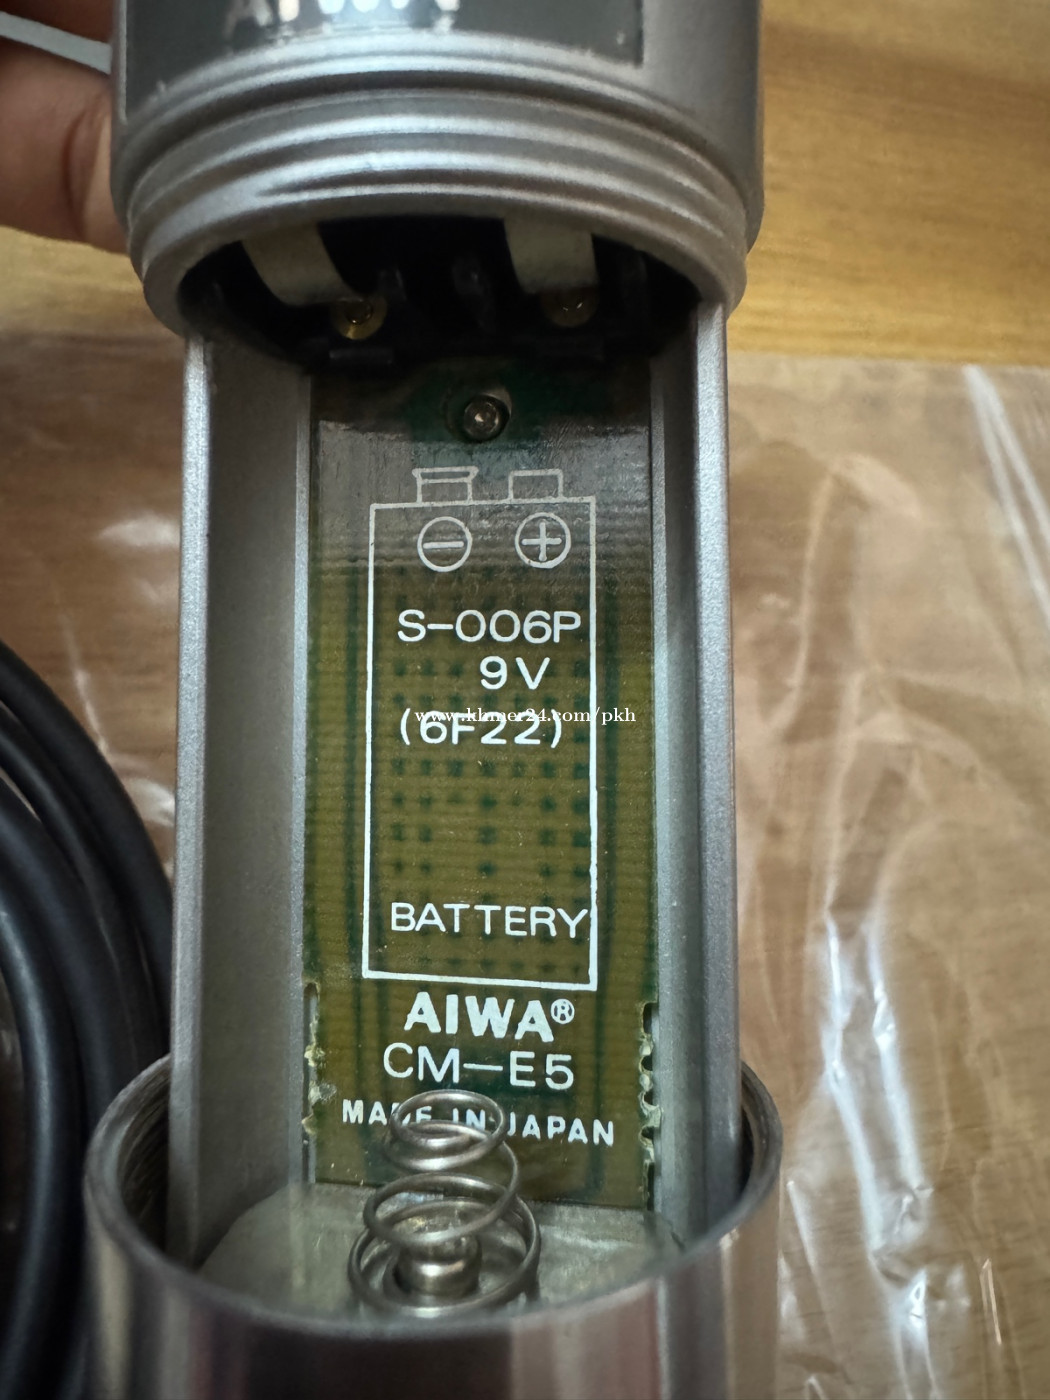 S-006P
9V
www.khmer24.com/pkh
(6F22)
BATTERY
AIWA®
CM-E5
MADE IN JAPAN